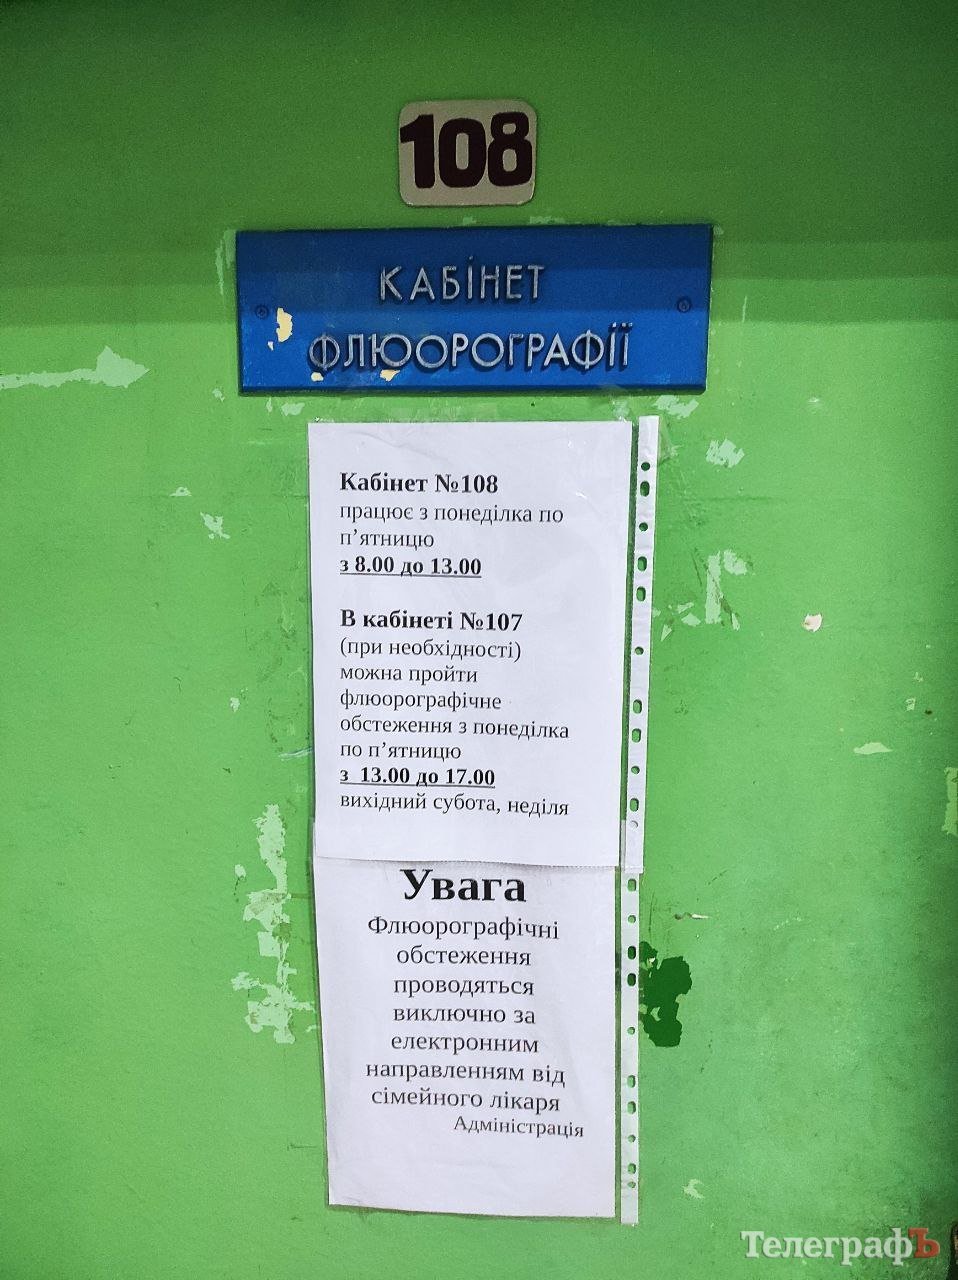 108
КАБІНЕТ
ФЛЮОРОГРАФІЇ
Кабінет №108
працює з понеділка по
п’ятницю
з 8.00 до 13.00
В кабінеті №107
(при необхідності)
можна пройти
флюорографічне
обстеження з понеділка
по п’ятницю
з 13.00 до 17.00
вихідний субота, неділя
Увага
Флюорографічні
обстеження
проводяться
виключно за
електронним
направленням від
сімейного лікаря
Адміністрація
ТелеграфЪ